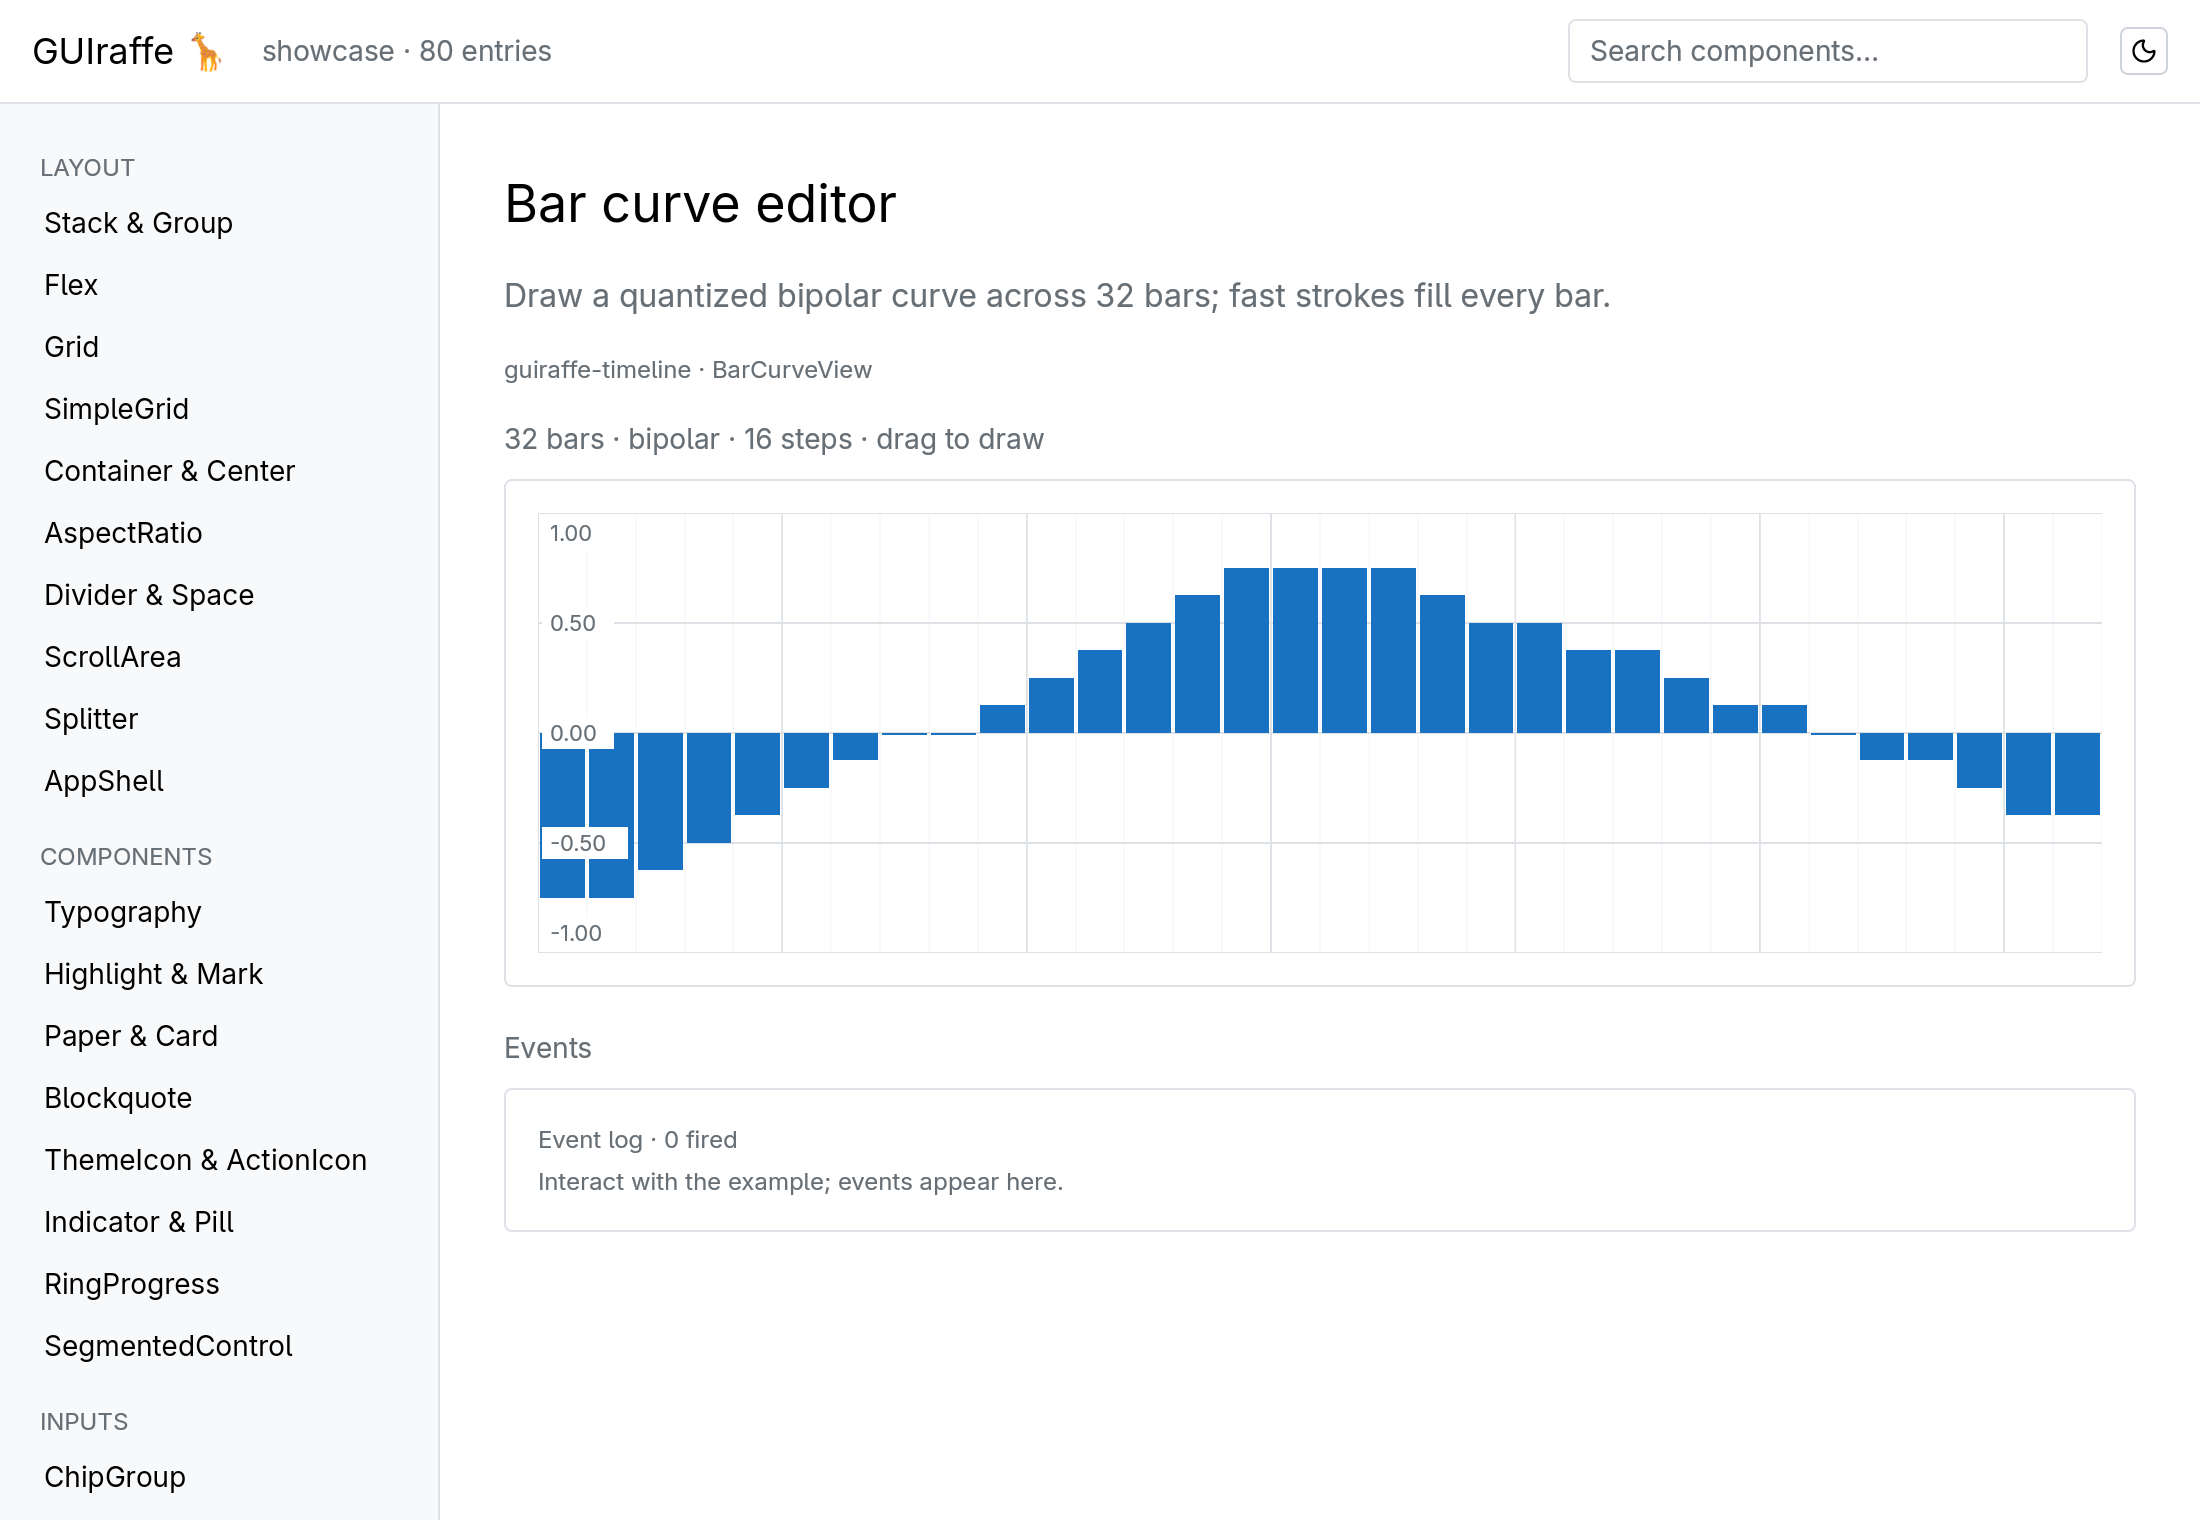 GUIraffe 🦒 showcase · 80 entries
Search components...
LAYOUT
Stack & Group
Flex
Grid
SimpleGrid
Container & Center
AspectRatio
Divider & Space
ScrollArea
Splitter
AppShell
COMPONENTS
Typography
Highlight & Mark
Paper & Card
Blockquote
ThemeIcon & ActionIcon
Indicator & Pill
RingProgress
SegmentedControl
INPUTS
ChipGroup
Bar curve editor
Draw a quantized bipolar curve across 32 bars; fast strokes fill every bar.
guiraffe-timeline · BarCurveView
32 bars · bipolar · 16 steps · drag to draw
1.00
0.50
0.00
-0.50
-1.00
Events
Event log · 0 fired
Interact with the example; events appear here.